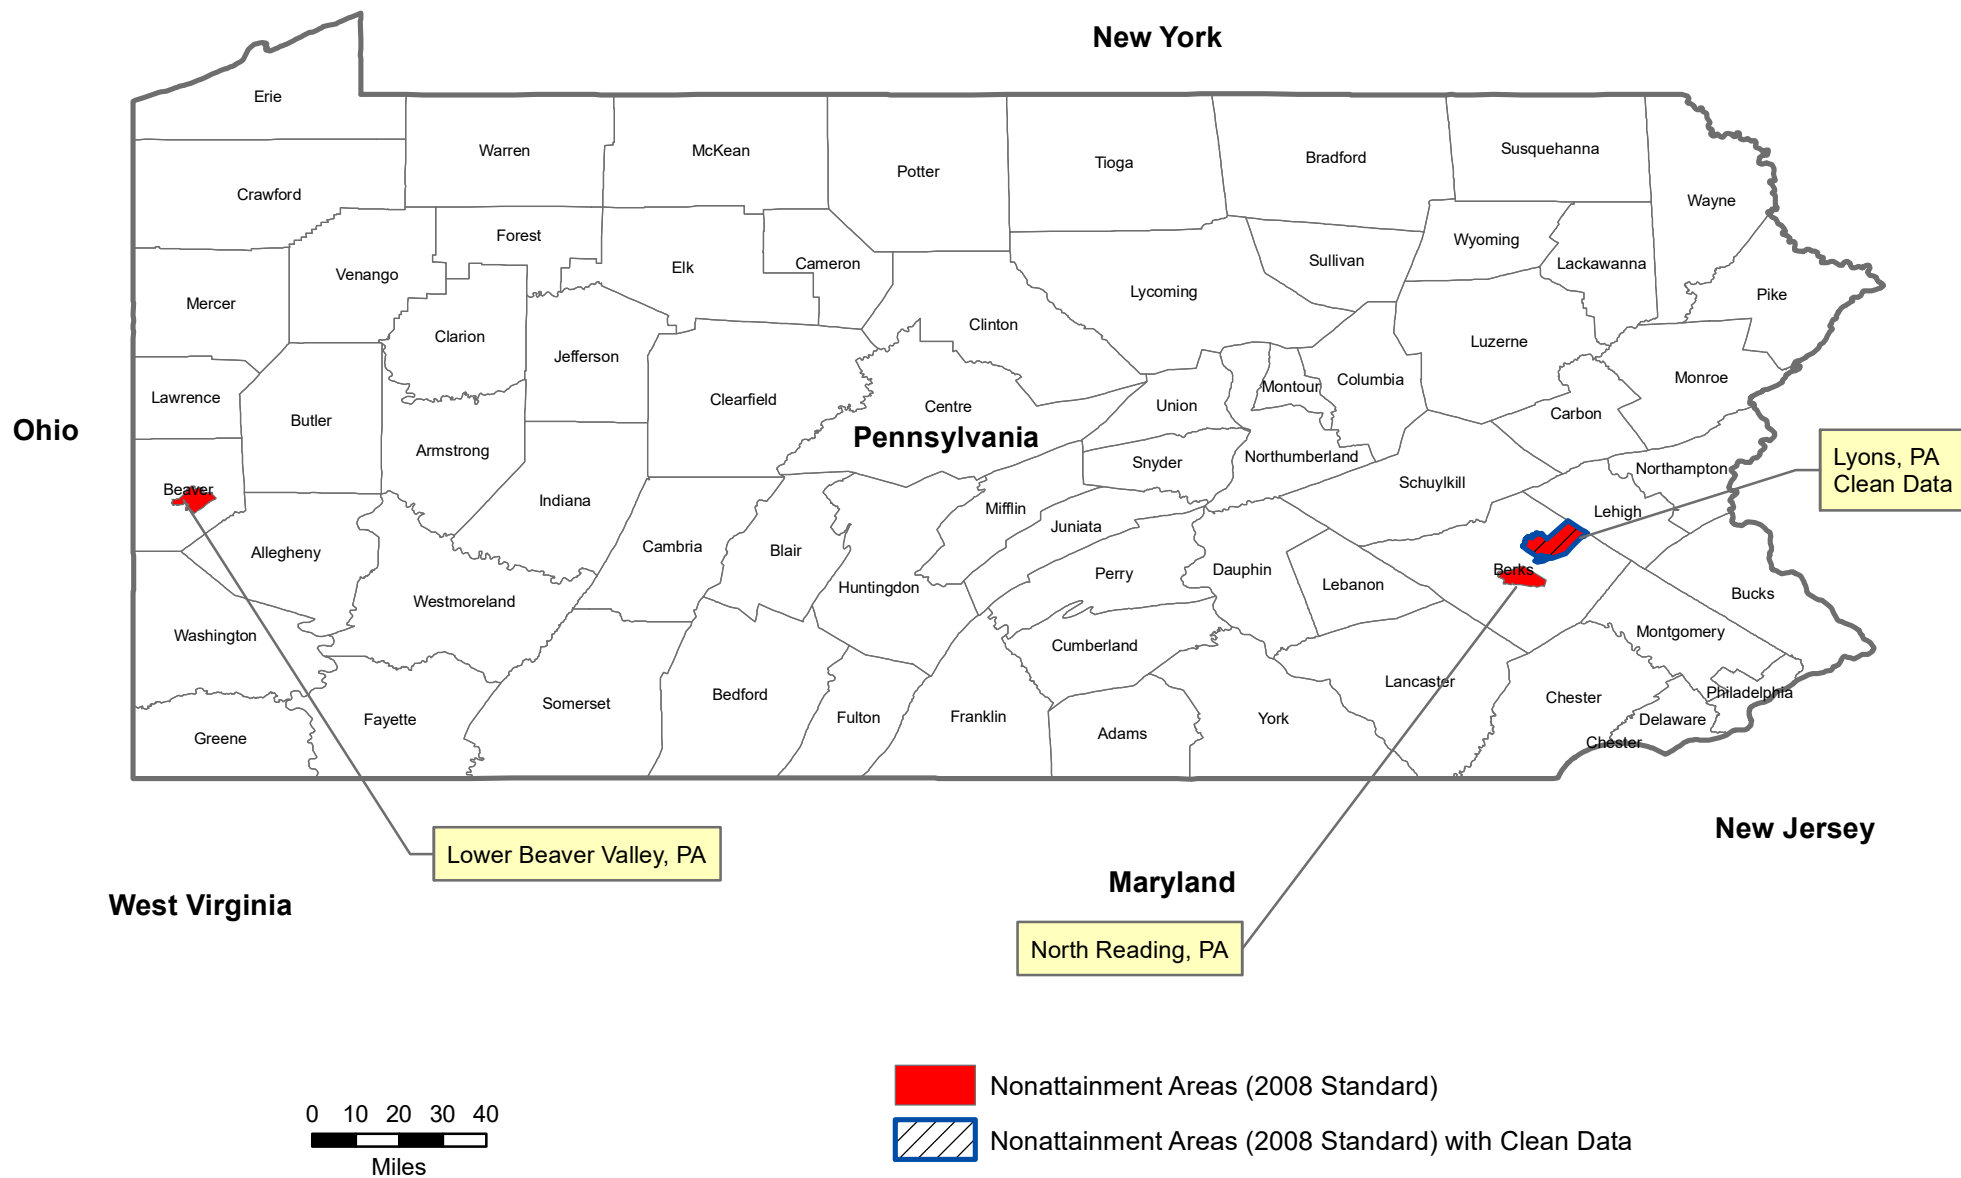 New York
Erie
Warren
McKean
Potter
Tioga
Bradford
Susquehanna
Crawford
Wayne
Forest
Venango
Elk
Cameron
Sullivan
Wyoming
Lackawanna
Mercer
Lycoming
Pike
Clarion
Clinton
Jefferson
Luzerne
Lawrence
Butler
Clearfield
Centre
Union
Montour
Columbia
Monroe
Carbon
Ohio
Pennsylvania
Armstrong
Snyder
Northumberland
Northampton
Lyons, PA
Clean Data
Beaver
Indiana
Mifflin
Juniata
Schuylkill
Lehigh
Allegheny
Cambria
Blair
Huntingdon
Perry
Dauphin
Lebanon
Berks
Bucks
Westmoreland
Washington
Cumberland
Montgomery
Lancaster
Somerset
Bedford
Fulton
Franklin
Chester
Philadelphia
Greene
Fayette
Adams
York
Delaware
Chester
New Jersey
Lower Beaver Valley, PA
Maryland
West Virginia
North Reading, PA
0 10 20 30 40
Miles
Nonattainment Areas (2008 Standard)
Nonattainment Areas (2008 Standard) with Clean Data